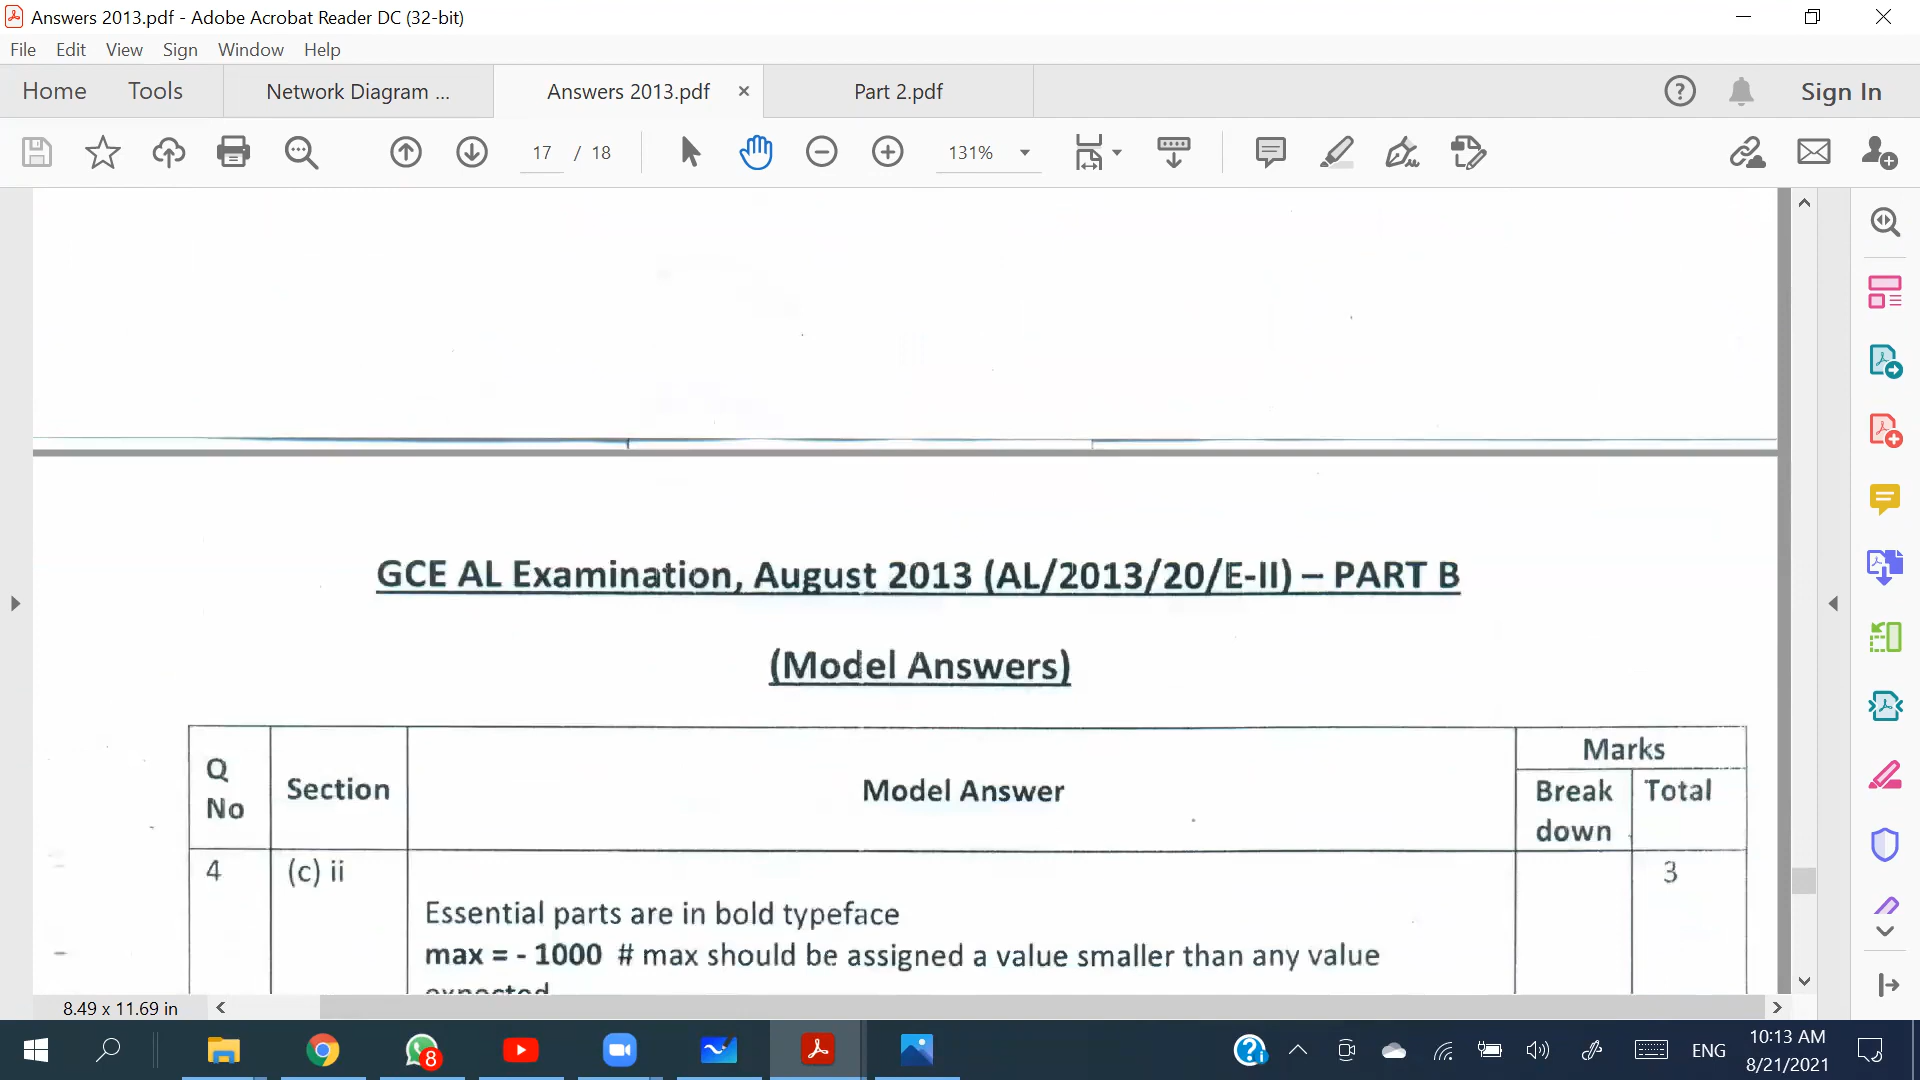 Answers 2013.pdf - Adobe Acrobat Reader DC (32-bit)
File Edit View Sign Window Help
Home Tools Network Diagram ... Answers 2013.pdf × Part 2.pdf Sign In
17 / 18 131%
GCE AL Examination, August 2013 (AL/2013/20/E-II) – PART B
(Model Answers)
Q No Section Model Answer Marks
Break down Total
4 (c) ii 3
Essential parts are in bold typeface
max = - 1000 # max should be assigned a value smaller than any value
expected
8.49 x 11.69 in
8
ENG
10:13 AM
8/21/2021